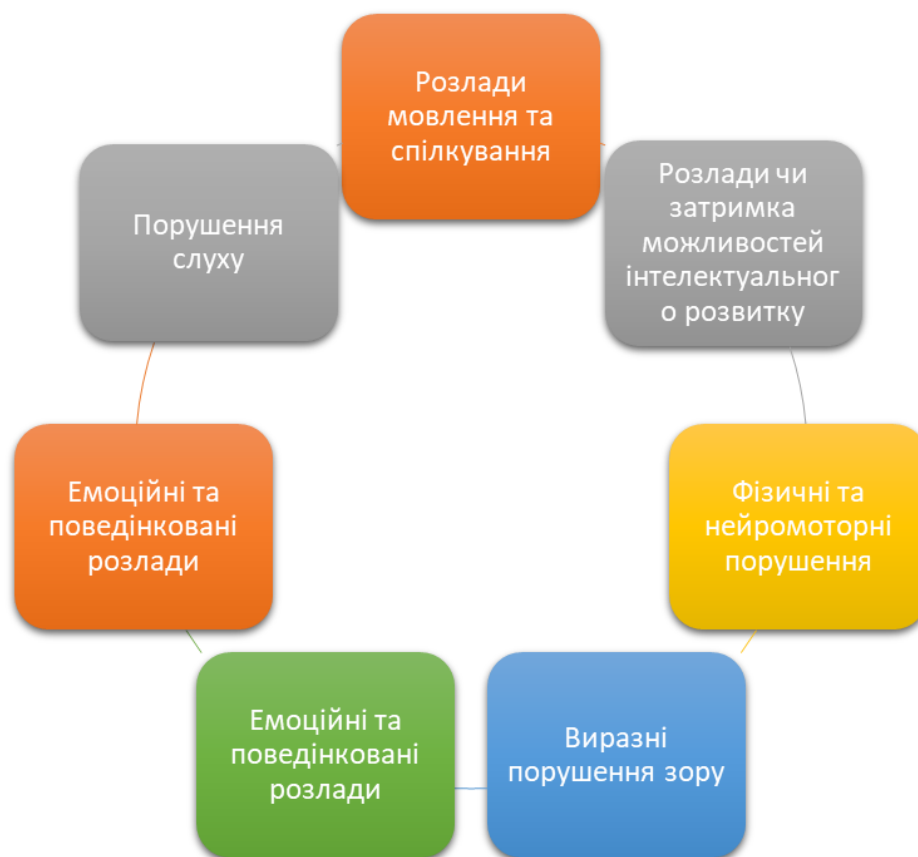 Розлади
мовлення та
спілкування
Розлади чи
затримка
можливостей
інтелектуальног
о розвитку
Фізичні та
нейромоторні
порушення
Виразні
порушення зору
Емоційні та
поведінковані
розлади
Емоційні та
поведінковані
розлади
Порушення
слуху